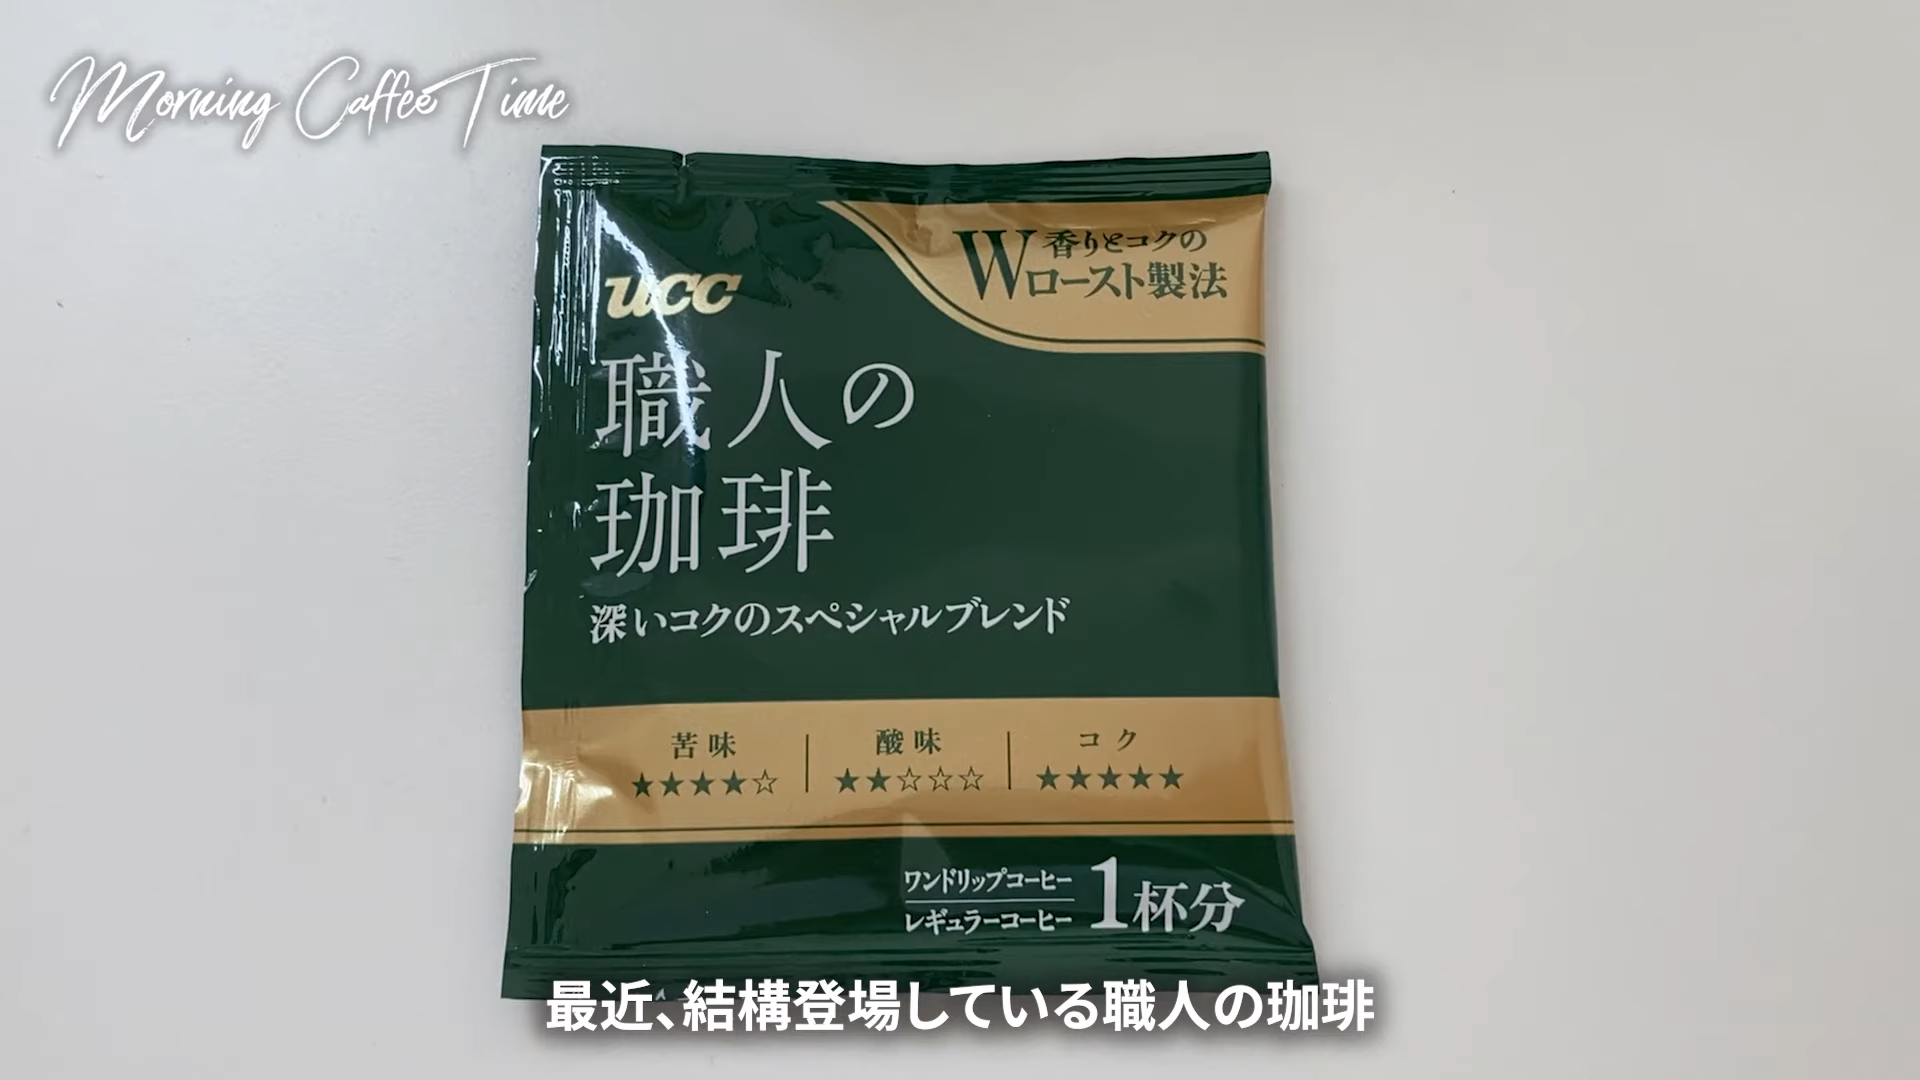 Morning Caffee Time
W香りとコクの
ロースト製法
ucc
職人の
珈琲
深いコクのスペシャルブレンド
苦味 酸味 コク
★★★★☆ ★★☆☆☆ ★★★★★
ワンドリップコーヒー
レギュラーコーヒー
1杯分
最近、結構登場している職人の珈琲